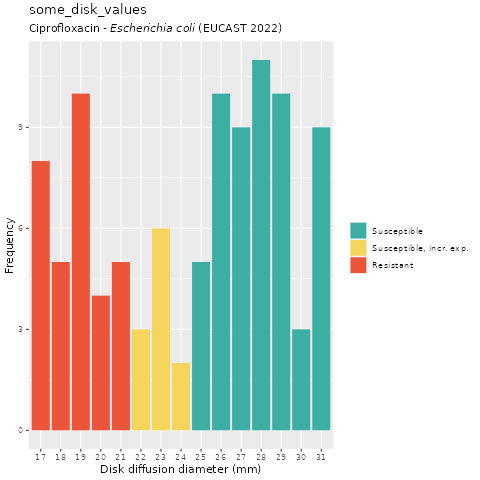 some_disk_values
Ciprofloxacin - Escherichia coli (EUCAST 2022)
Frequency
9
6
3
0
17 18 19 20 21 22 23 24 25 26 27 28 29 30 31
Disk diffusion diameter (mm)
Susceptible
Susceptible, incr. exp.
Resistant